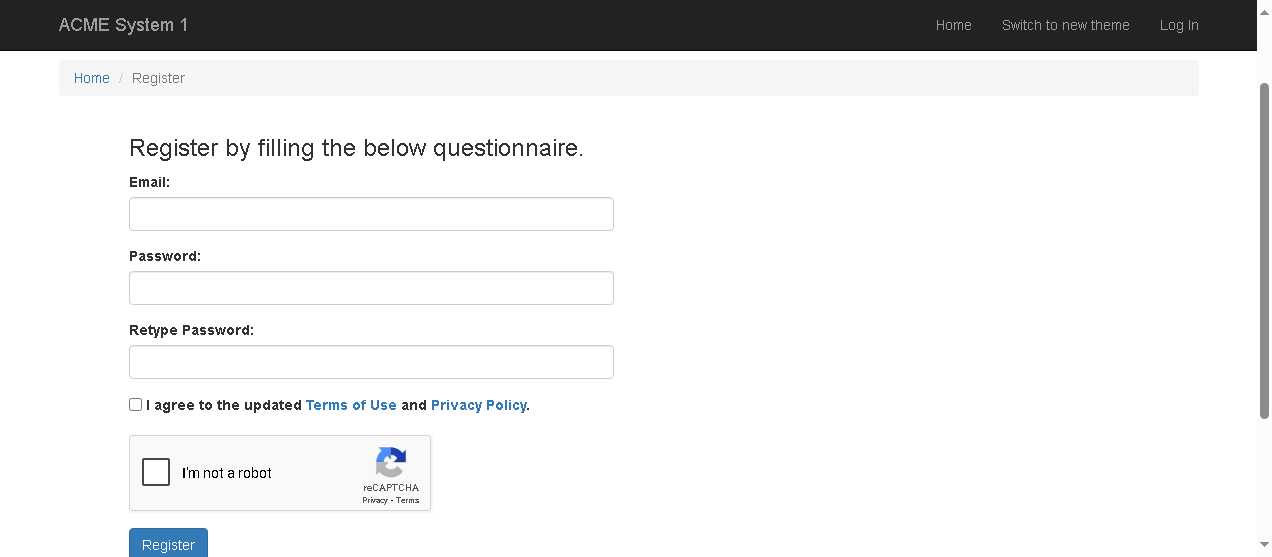 ACME System 1 Home Switch to new theme Log In
Home / Register
Register by filling the below questionnaire.
Email:
Password:
Retype Password:
I agree to the updated Terms of Use and Privacy Policy.
I'm not a robot
reCAPTCHA
Privacy - Terms
Register